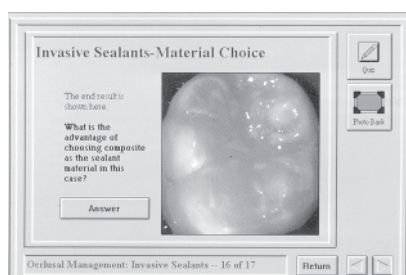 Invasive Sealants-Material Choice
The end result is
shown here.
What is the
advantage of
choosing composite
as the sealant
material in this
case?
Answer
Quiz
Photo Bank
Occlusal Management: Invasive Sealants – 16 of 17
Return